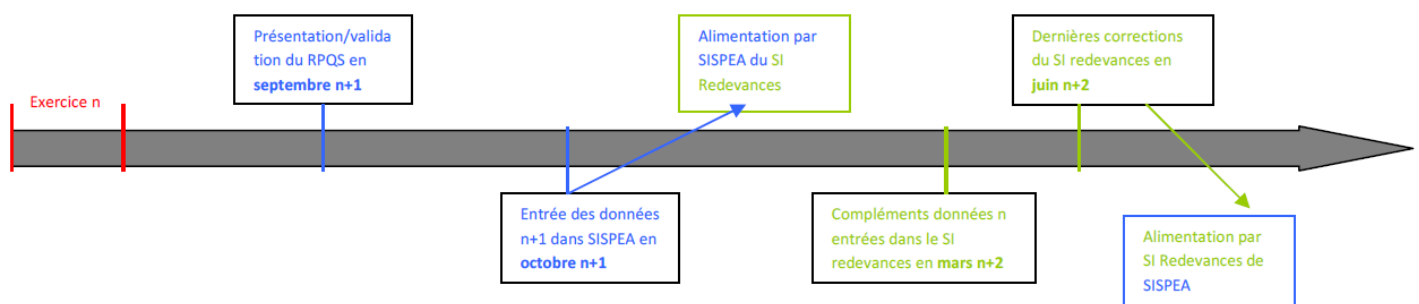 Exercice n
Présentation/valida
tion du RPQS en
septembre n+1
Entrée des données
n+1 dans SISPEA en
octobre n+1
Alimentation par
SISPEA du SI
Redevances
Compléments données n
entrées dans le SI
redevances en mars n+2
Dernières corrections
du SI redevances en
juin n+2
Alimentation par
SI Redevances de
SISPEA